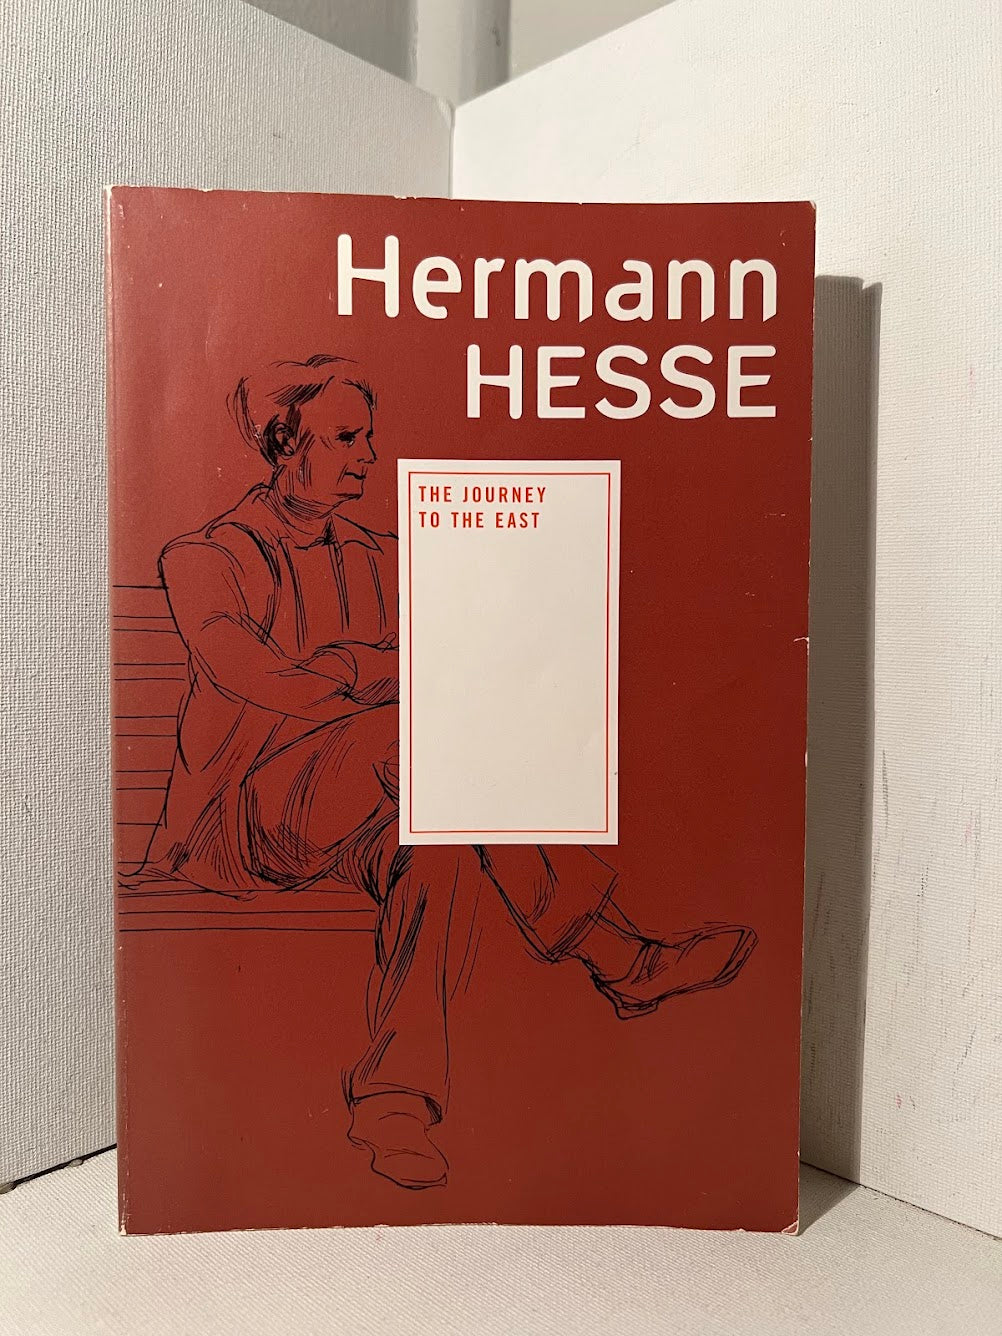 Hermann
HESSE
THE JOURNEY
TO THE EAST